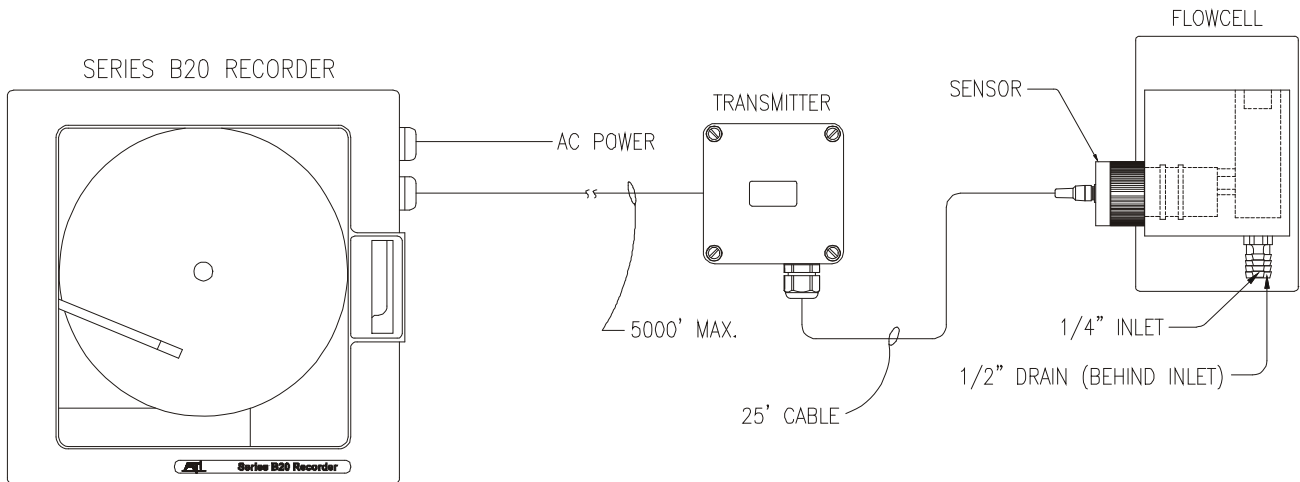 FLOWCELL
SERIES B20 RECORDER
SENSOR
TRANSMITTER
AC POWER
5000' MAX.
1/4" INLET
1/2" DRAIN (BEHIND INLET)
25' CABLE
Series B20 Recorder